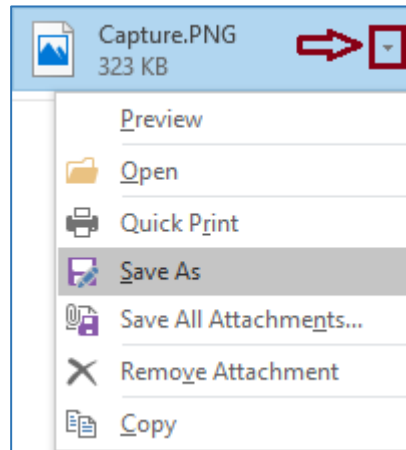 Capture.PNG
323 KB
Preview
Open
Quick Print
Save As
Save All Attachments...
Remove Attachment
Copy